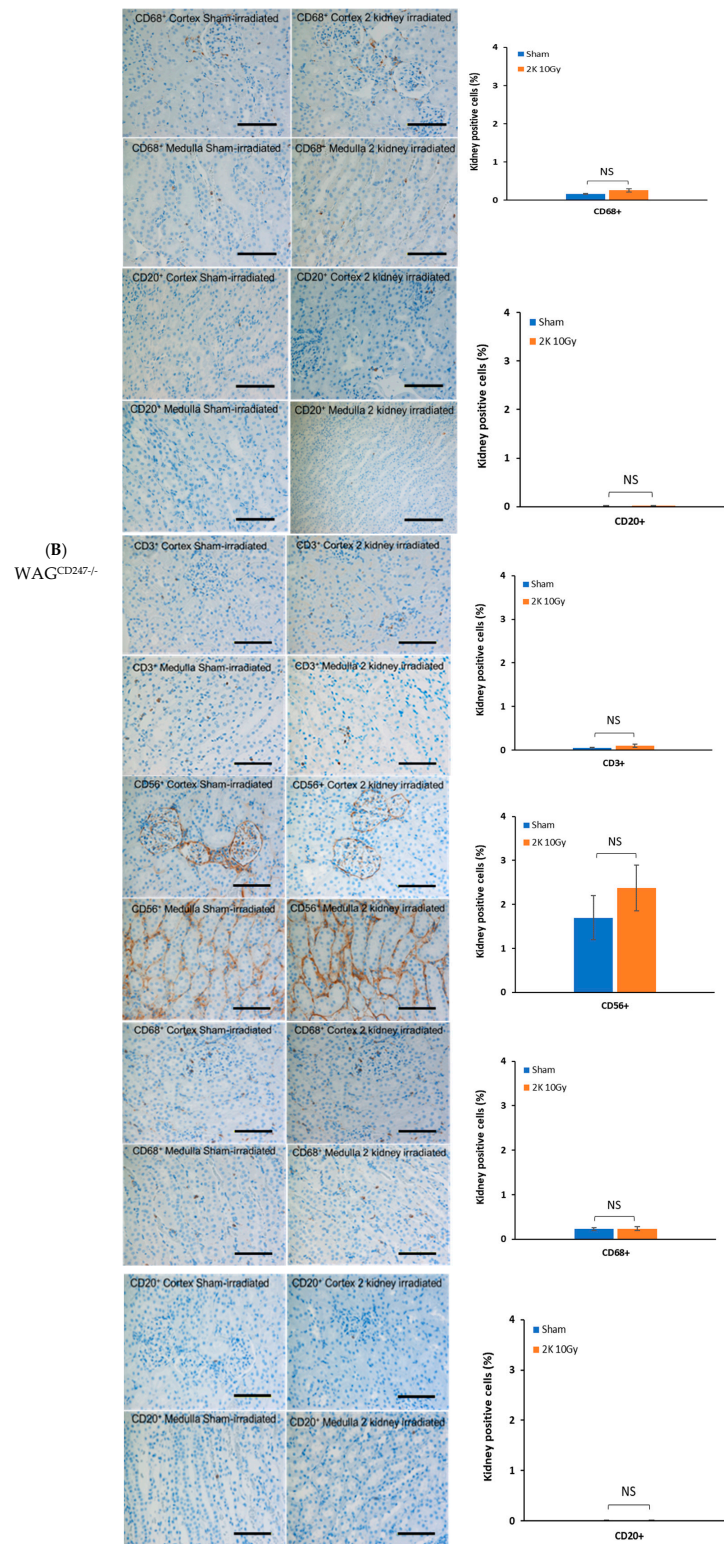 CD68⁺ Cortex Sham-irradiated
CD68⁺ Cortex 2 kidney irradiated
CD68⁺ Medulla Sham-irradiated
CD68⁺ Medulla 2 kidney irradiated
Kidney positive cells (%)
4
3
2
1
0
Sham
2K 10Gy
NS
CD68+
CD20⁺ Cortex Sham-irradiated
CD20⁺ Cortex 2 kidney irradiated
CD20⁺ Medulla Sham-irradiated
CD20⁺ Medulla 2 kidney irradiated
Kidney positive cells (%)
4
3
2
1
0
Sham
2K 10Gy
NS
CD20+
(B)
WAG^CD247-/-
CD3⁺ Cortex Sham-irradiated
CD3⁺ Cortex 2 kidney irradiated
CD3⁺ Medulla Sham-irradiated
CD3⁺ Medulla 2 kidney irradiated
Kidney positive cells (%)
4
3
2
1
0
Sham
2K 10Gy
NS
CD3+
CD56⁺ Cortex Sham-irradiated
CD56+ Cortex 2 kidney irradiated
CD56⁺ Medulla Sham-irradiated
CD56⁺ Medulla 2 kidney irradiated
Kidney positive cells (%)
4
3
2
1
0
Sham
2K 10Gy
NS
CD56+
CD68⁺ Cortex Sham-irradiated
CD68⁺ Cortex 2 kidney irradiated
CD68⁺ Medulla Sham-irradiated
CD68⁺ Medulla 2 kidney irradiated
Kidney positive cells (%)
4
3
2
1
0
Sham
2K 10Gy
NS
CD68+
CD20⁺ Cortex Sham-irradiated
CD20⁺ Cortex 2 kidney irradiated
CD20⁺ Medulla Sham-irradiated
CD20⁺ Medulla 2 kidney irradiated
Kidney positive cells (%)
4
3
2
1
0
Sham
2K 10Gy
NS
CD20+